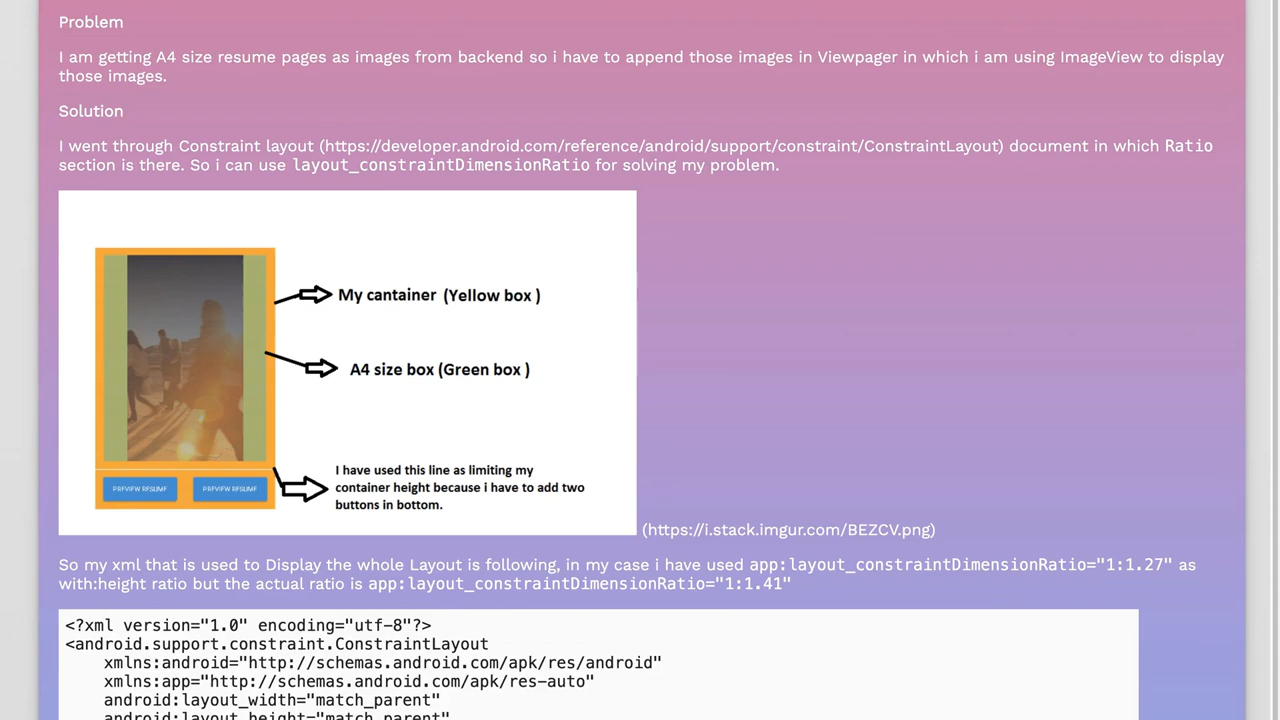 Problem
I am getting A4 size resume pages as images from backend so i have to append those images in Viewpager in which i am using ImageView to display
those images.
Solution
I went through Constraint layout (https://developer.android.com/reference/android/support/constraint/ConstraintLayout) document in which Ratio
section is there. So i can use layout_constraintDimensionRatio for solving my problem.
My cantainer (Yellow box )
A4 size box (Green box )
I have used this line as limiting my
container height because i have to add two
buttons in bottom.
PREVIEW RESUME PREVIEW RESUME
(https://i.stack.imgur.com/BEZCV.png)
So my xml that is used to Display the whole Layout is following, in my case i have used app:layout_constraintDimensionRatio="1:1.27" as
with:height ratio but the actual ratio is app:layout_constraintDimensionRatio="1:1.41"
<?xml version="1.0" encoding="utf-8"?>
<android.support.constraint.ConstraintLayout
xmlns:android="http://schemas.android.com/apk/res/android"
xmlns:app="http://schemas.android.com/apk/res-auto"
android:layout_width="match_parent"
android:layout_height="match_parent"